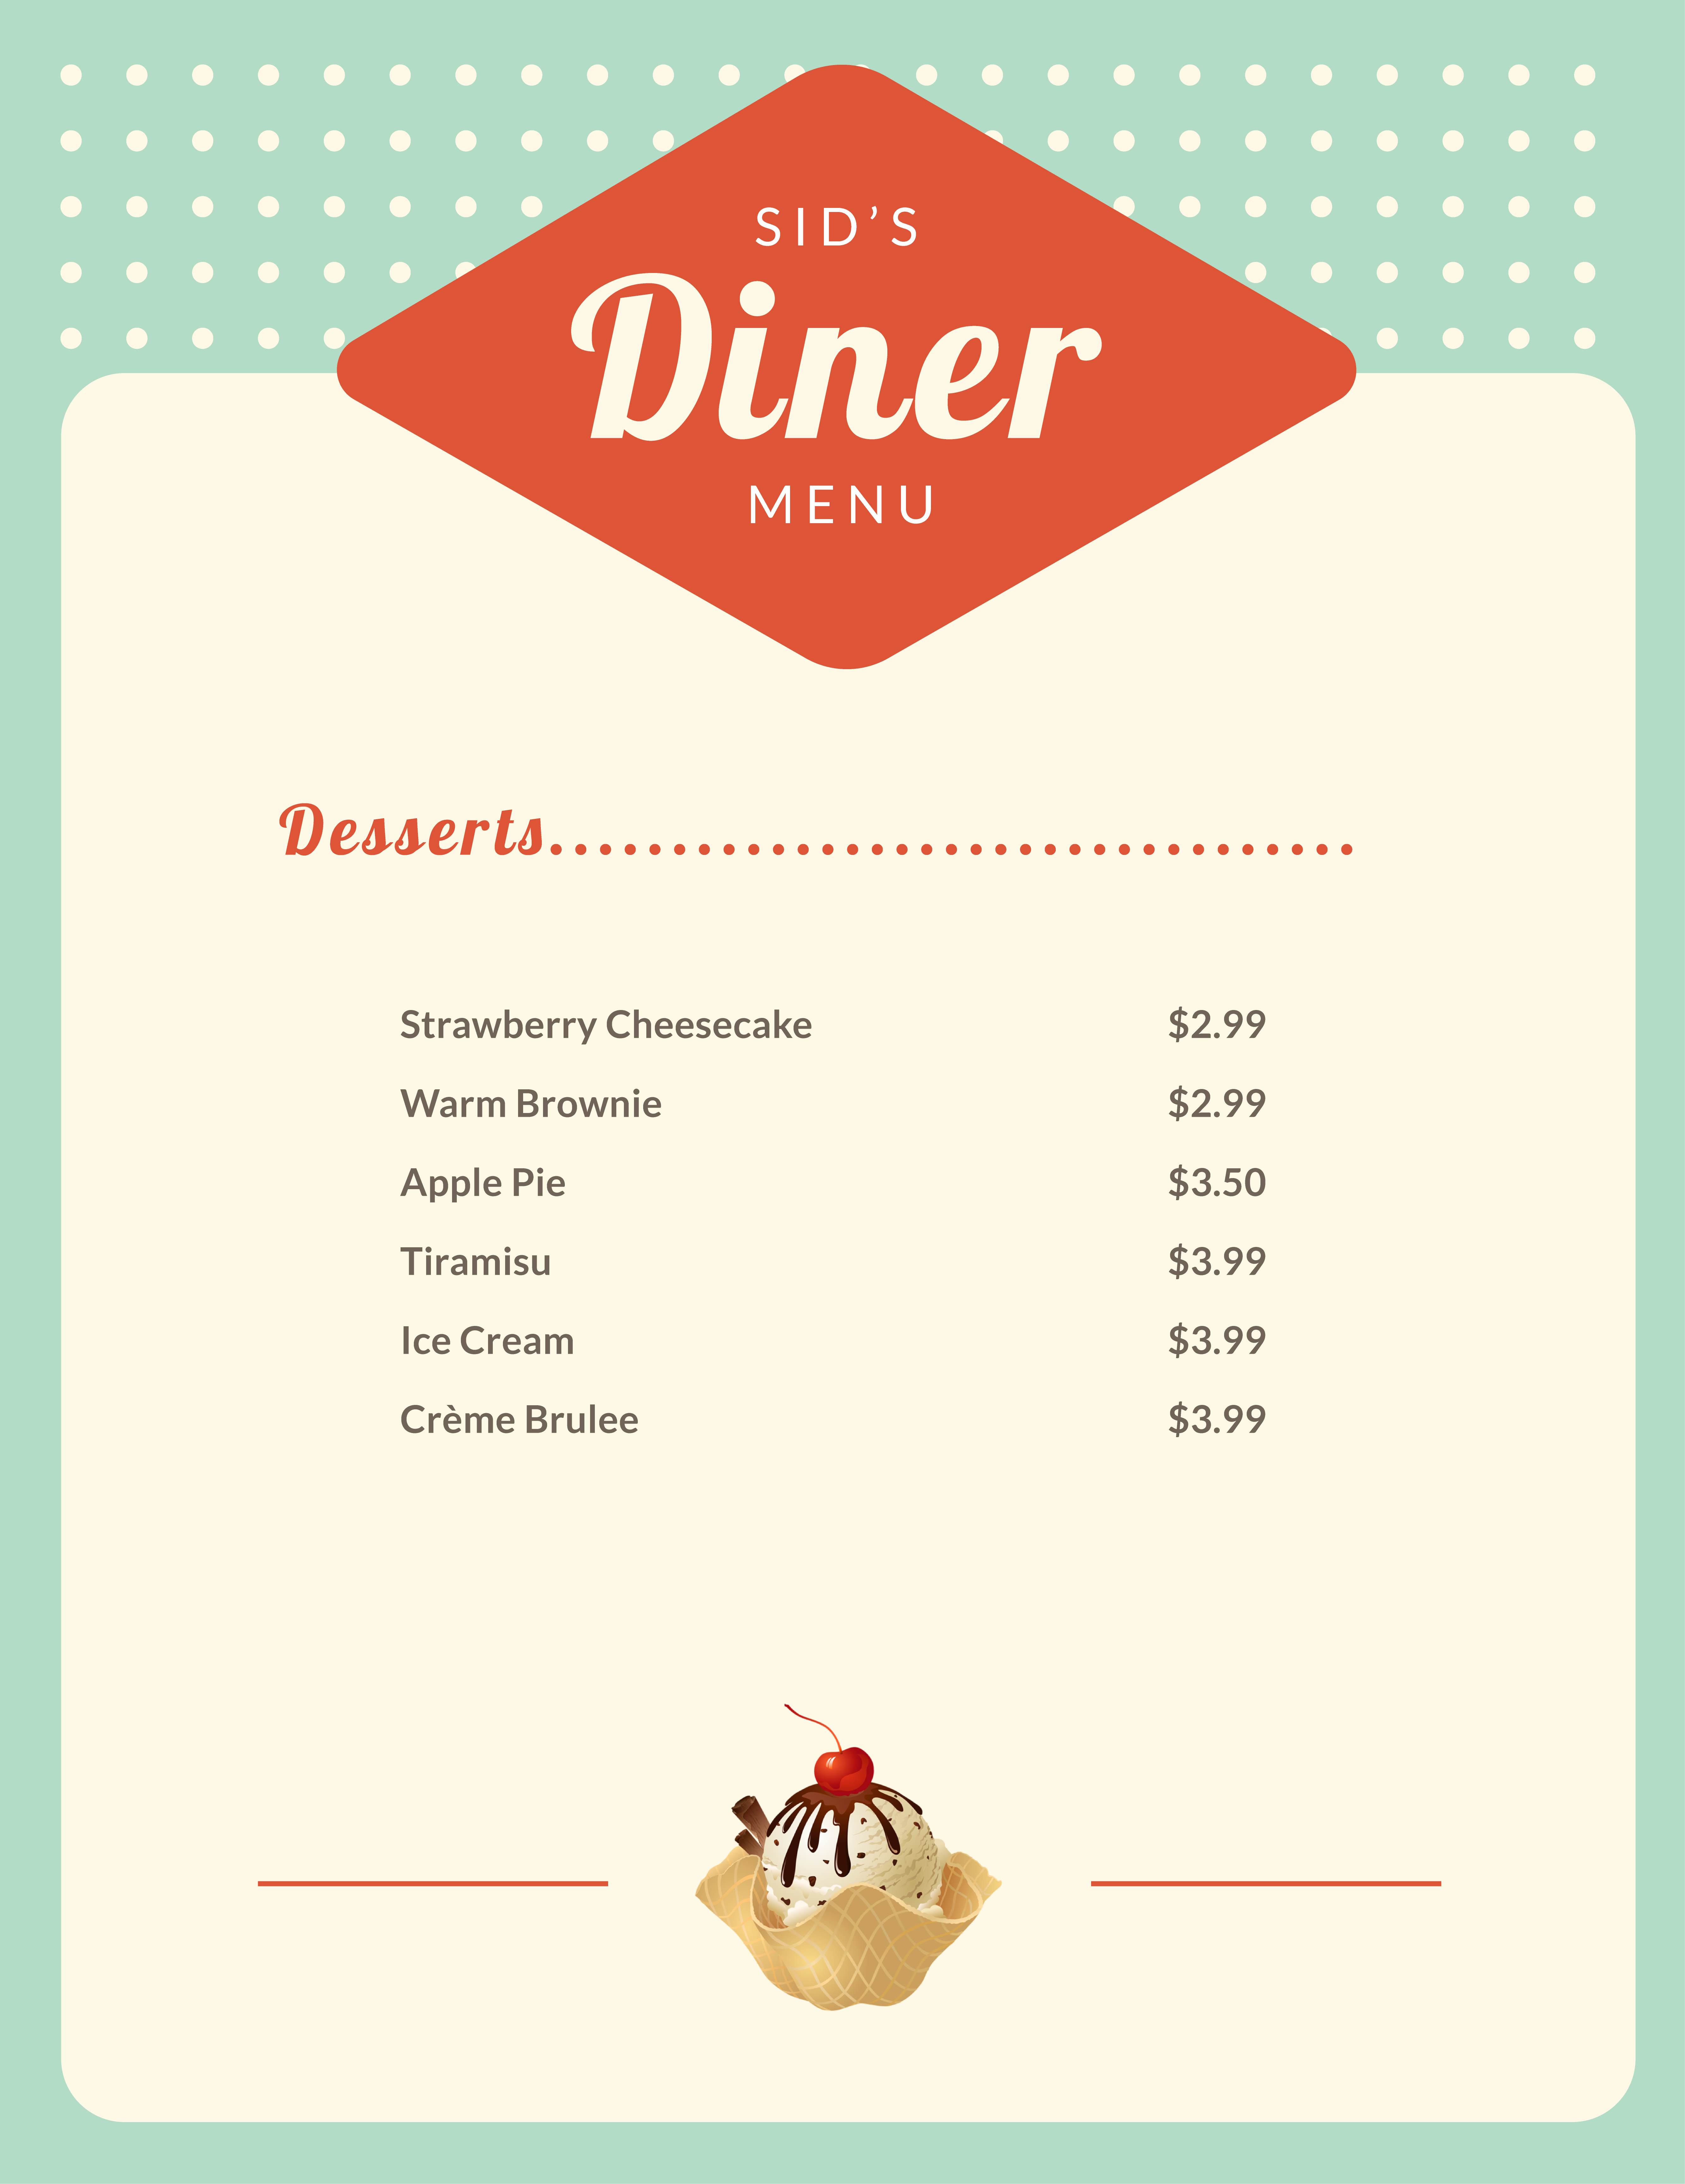 SID’S
Diner
MENU
Desserts
Strawberry Cheesecake $2.99
Warm Brownie $2.99
Apple Pie $3.50
Tiramisu $3.99
Ice Cream $3.99
Crème Brulee $3.99